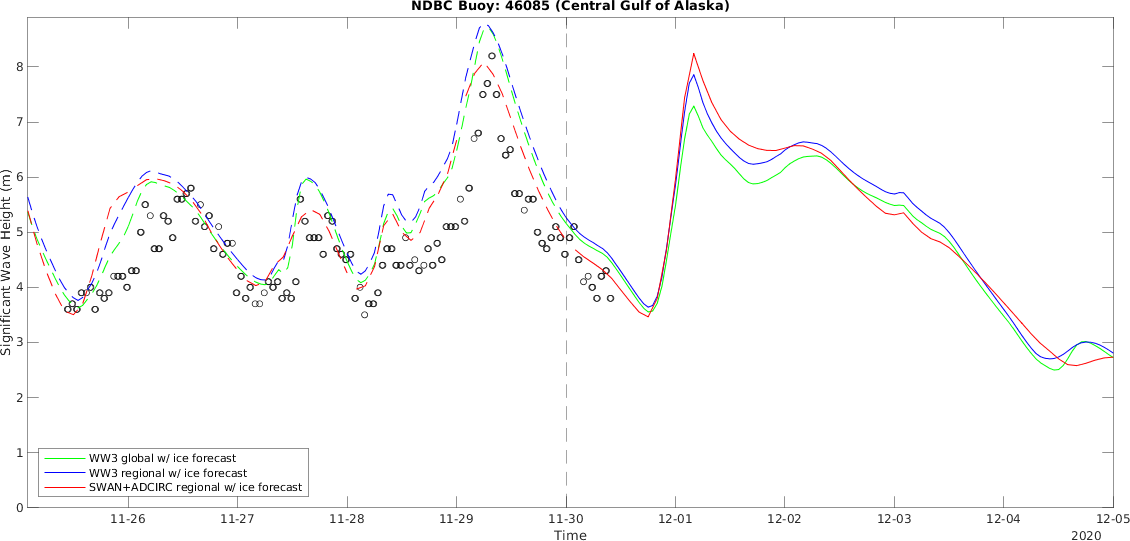 NDBC Buoy: 46085 (Central Gulf of Alaska)
Significant Wave Height (m)
8
7
6
5
4
3
2
1
0
WW3 global w/ ice forecast
WW3 regional w/ ice forecast
SWAN+ADCIRC regional w/ ice forecast
11-26 11-27 11-28 11-29 11-30 12-01 12-02 12-03 12-04 12-05
Time
2020